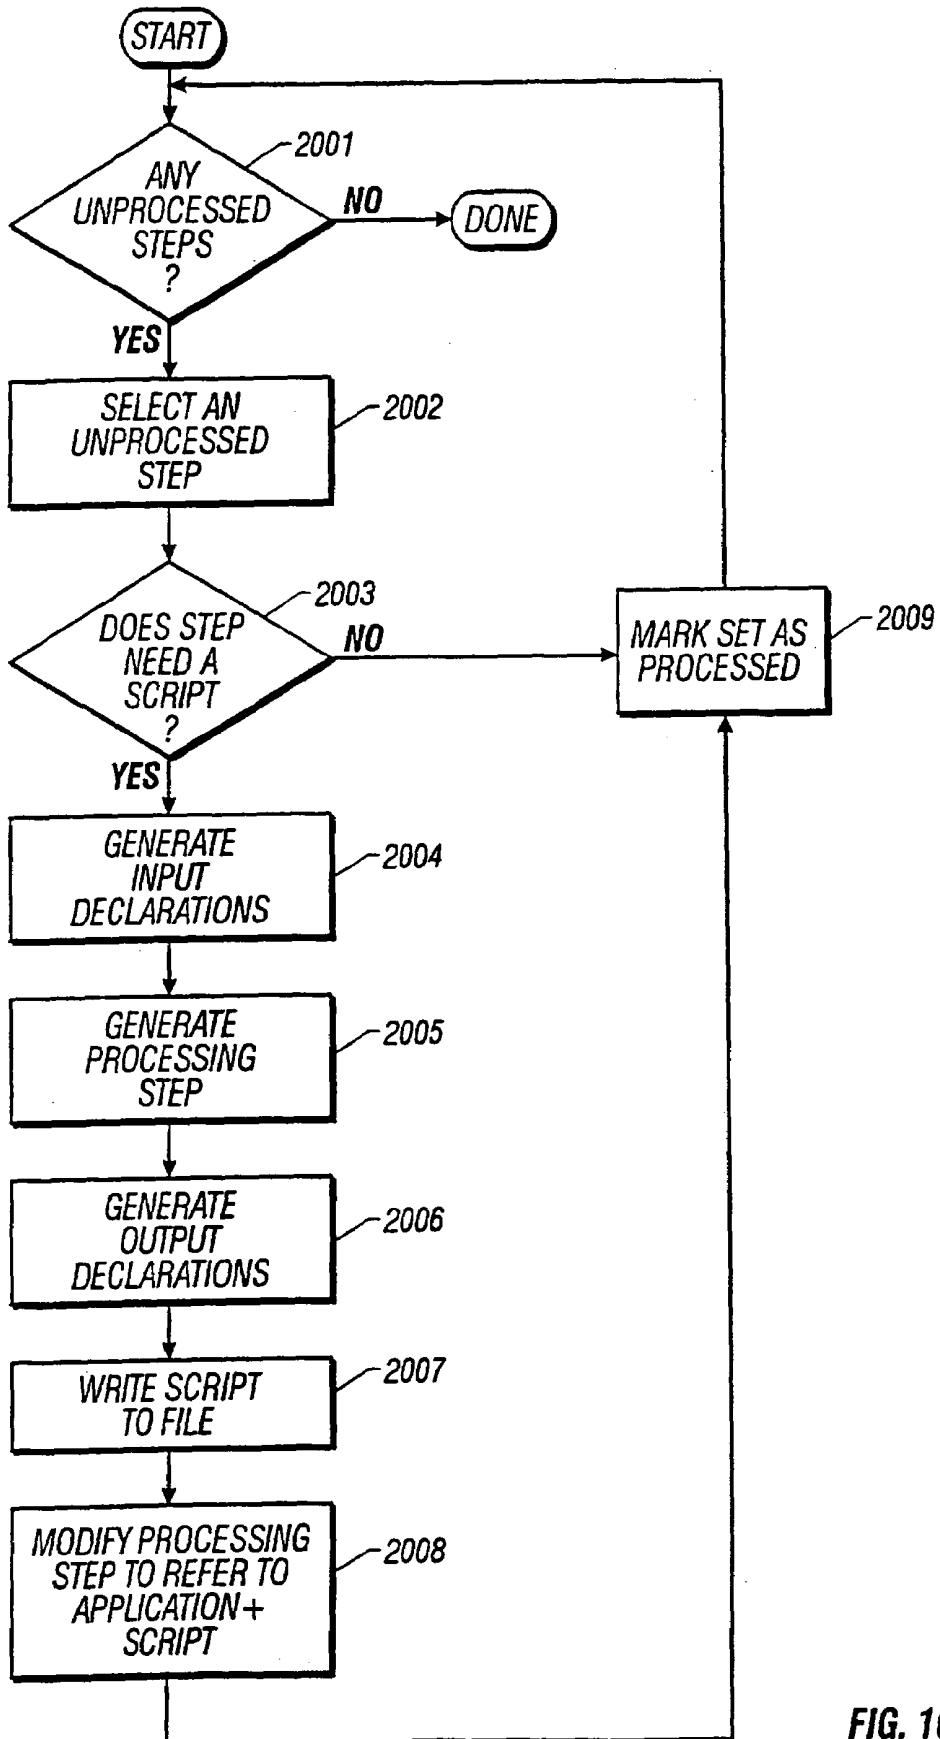 START
2001
ANY
UNPROCESSED
STEPS
?
NO
DONE
YES
SELECT AN
UNPROCESSED
STEP
2002
2003
DOES STEP
NEED A
SCRIPT
?
NO
MARK SET AS
PROCESSED
2009
YES
GENERATE
INPUT
DECLARATIONS
2004
GENERATE
PROCESSING
STEP
2005
GENERATE
OUTPUT
DECLARATIONS
2006
WRITE SCRIPT
TO FILE
2007
MODIFY PROCESSING
STEP TO REFER TO
APPLICATION+
SCRIPT
2008
FIG.